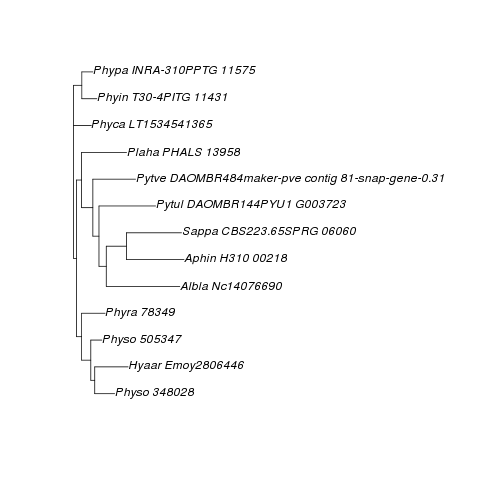 Phypa INRA-310PPTG 11575
Phyin T30-4PITG 11431
Phyca LT1534541365
Plaha PHALS 13958
Pytve DAOMBR484maker-pve contig 81-snap-gene-0.31
Pytul DAOMBR144PYU1 G003723
Sappa CBS223.65SPRG 06060
Aphin H310 00218
Albla Nc14076690
Phyra 78349
Physo 505347
Hyaar Emoy2806446
Physo 348028